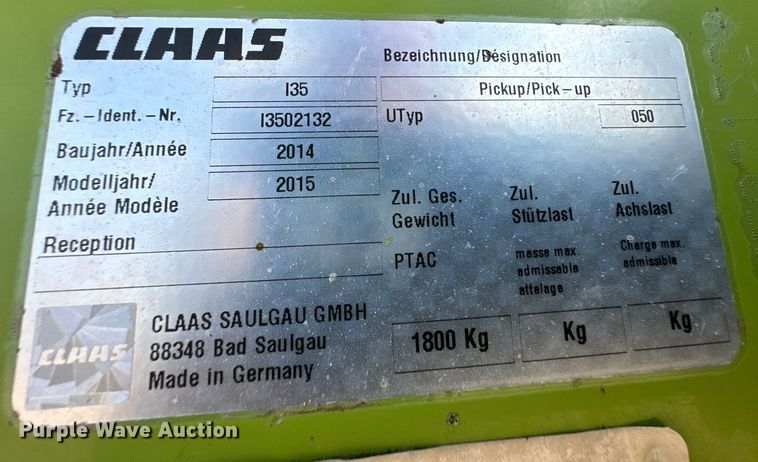 CLAAS
Bezeichnung/Désignation
Typ I35 Pickup/Pick-up
Fz.-Ident.-Nr. I3502132 UTyp 050
Baujahr/Année 2014
Modelljahr/ 2015
Année Modèle
Zul. Ges. Zul. Zul.
Gewicht Stützlast Achslast
Reception
PTAC masse max. Charge max.
admissable admissible
attelage
CLAAS
CLAAS SAULGAU GMBH
88348 Bad Saulgau
Made in Germany
1800 Kg Kg Kg
Purple Wave Auction